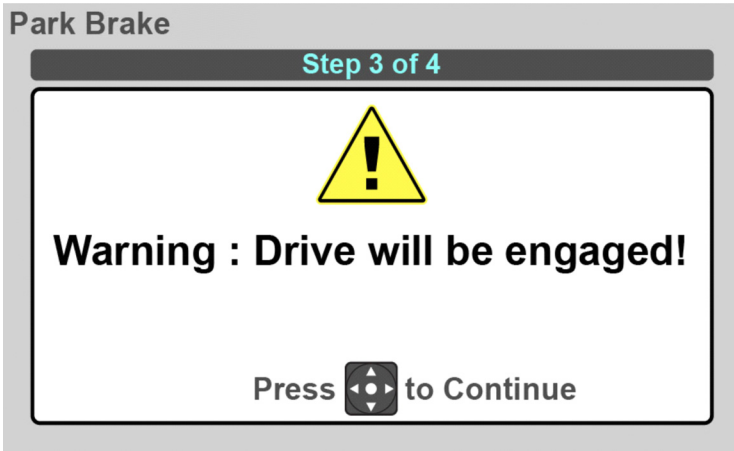 Park Brake
Step 3 of 4
!
Warning : Drive will be engaged!
Press to Continue